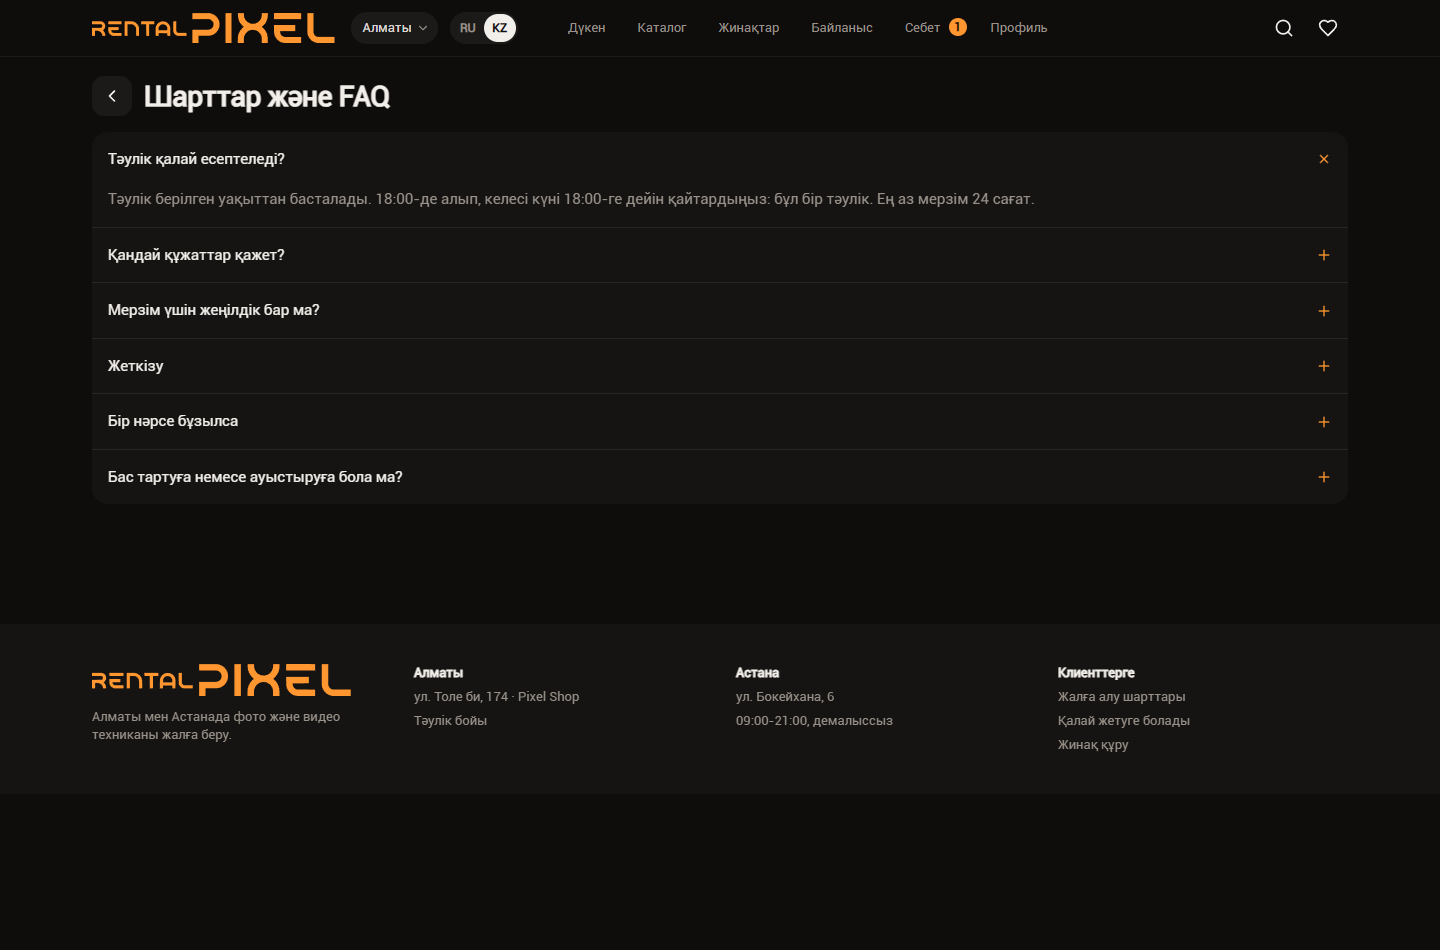 RENTAL PIXEL
Алматы
RU KZ
Дүкен Каталог Жинақтар Байланыс Себет 1 Профиль
Шарттар және FAQ
Тәулік қалай есептеледі?
Тәулік берілген уақыттан басталады. 18:00-де алып, келесі күні 18:00-ге дейін қайтардыңыз: бұл бір тәулік. Ең аз мерзім 24 сағат.
Қандай құжаттар қажет?
Мерзім үшін жеңілдік бар ма?
Жеткізу
Бір нәрсе бұзылса
Бас тартуға немесе ауыстыруға бола ма?
RENTAL PIXEL
Алматы мен Астанада фото және видео
техниканы жалға беру.
Алматы
ул. Толе би, 174 · Pixel Shop
Тәулік бойы
Астана
ул. Бокейхана, 6
09:00-21:00, демалыссыз
Клиенттерге
Жалға алу шарттары
Қалай жетуге болады
Жинақ құру